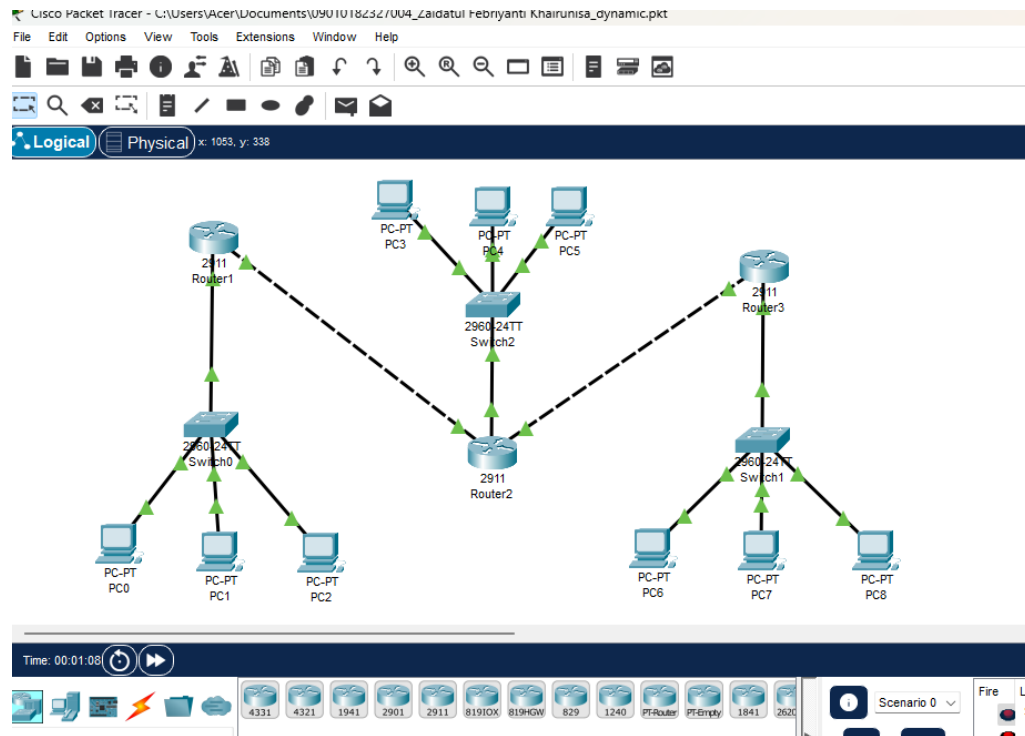 Cisco Packet Tracer - C:\Users\Acer\Documents\09010182327004_Zaidatul Febriyanti Khairunisa_dynamic.pkt
File Edit Options View Tools Extensions Window Help
Logical Physical x: 1053, y: 338
PC-PT
PC3
PC-PT
PC4
PC-PT
PC5
2911
Router1
2911
Router3
2960-24TT
Switch2
2960-24TT
Switch0
2911
Router2
2960-24TT
Switch1
PC-PT
PC0
PC-PT
PC1
PC-PT
PC2
PC-PT
PC6
PC-PT
PC7
PC-PT
PC8
Time: 00:01:08
4331 4321 1941 2901 2911 819IOX 819HGW 829 1240 PT-Router PT-Empty 1841 2620
Scenario 0
Fire